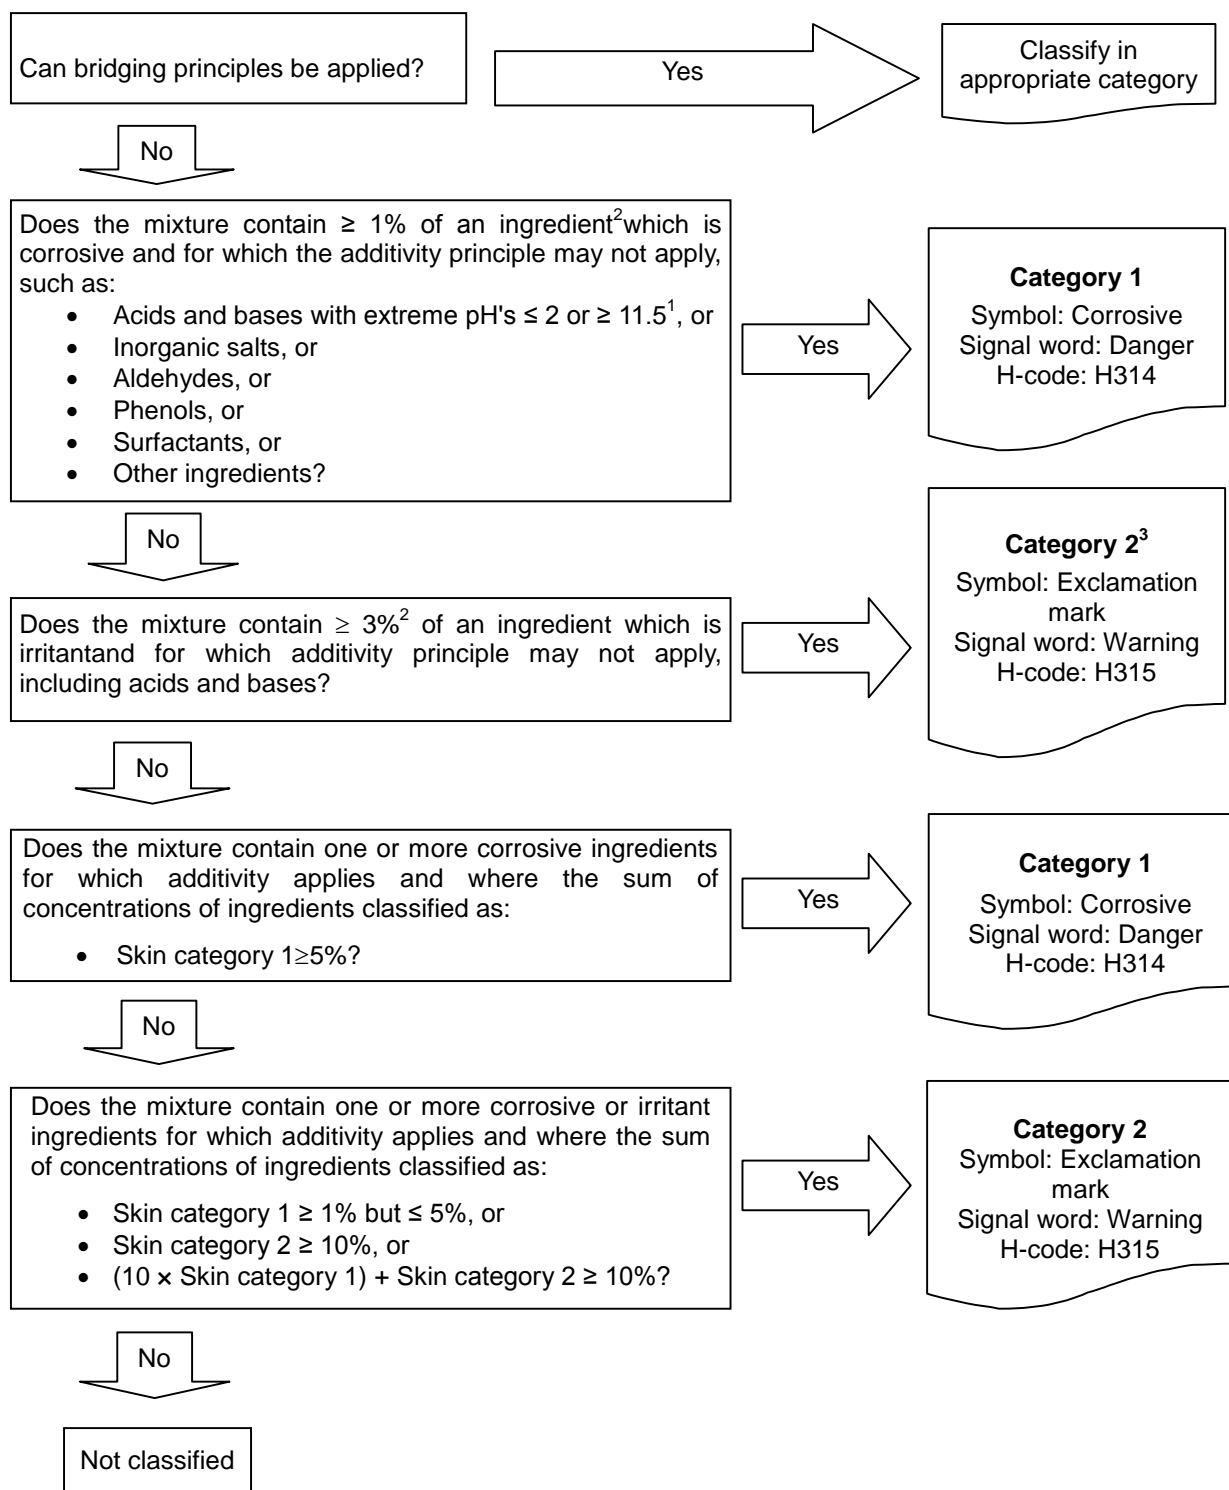 Can bridging principles be applied?
Yes
Classify in
appropriate category
No
Does the mixture contain ≥ 1% of an ingredient²which is
corrosive and for which the additivity principle may not apply,
such as:
• Acids and bases with extreme pH's ≤ 2 or ≥ 11.5¹, or
• Inorganic salts, or
• Aldehydes, or
• Phenols, or
• Surfactants, or
• Other ingredients?
Yes
Category 1
Symbol: Corrosive
Signal word: Danger
H-code: H314
No
Does the mixture contain ≥ 3%² of an ingredient which is
irritantand for which additivity principle may not apply,
including acids and bases?
Yes
Category 2³
Symbol: Exclamation
mark
Signal word: Warning
H-code: H315
No
Does the mixture contain one or more corrosive ingredients
for which additivity applies and where the sum of
concentrations of ingredients classified as:
• Skin category 1≥5%?
Yes
Category 1
Symbol: Corrosive
Signal word: Danger
H-code: H314
No
Does the mixture contain one or more corrosive or irritant
ingredients for which additivity applies and where the sum
of concentrations of ingredients classified as:
• Skin category 1 ≥ 1% but ≤ 5%, or
• Skin category 2 ≥ 10%, or
• (10 × Skin category 1) + Skin category 2 ≥ 10%?
Yes
Category 2
Symbol: Exclamation
mark
Signal word: Warning
H-code: H315
No
Not classified